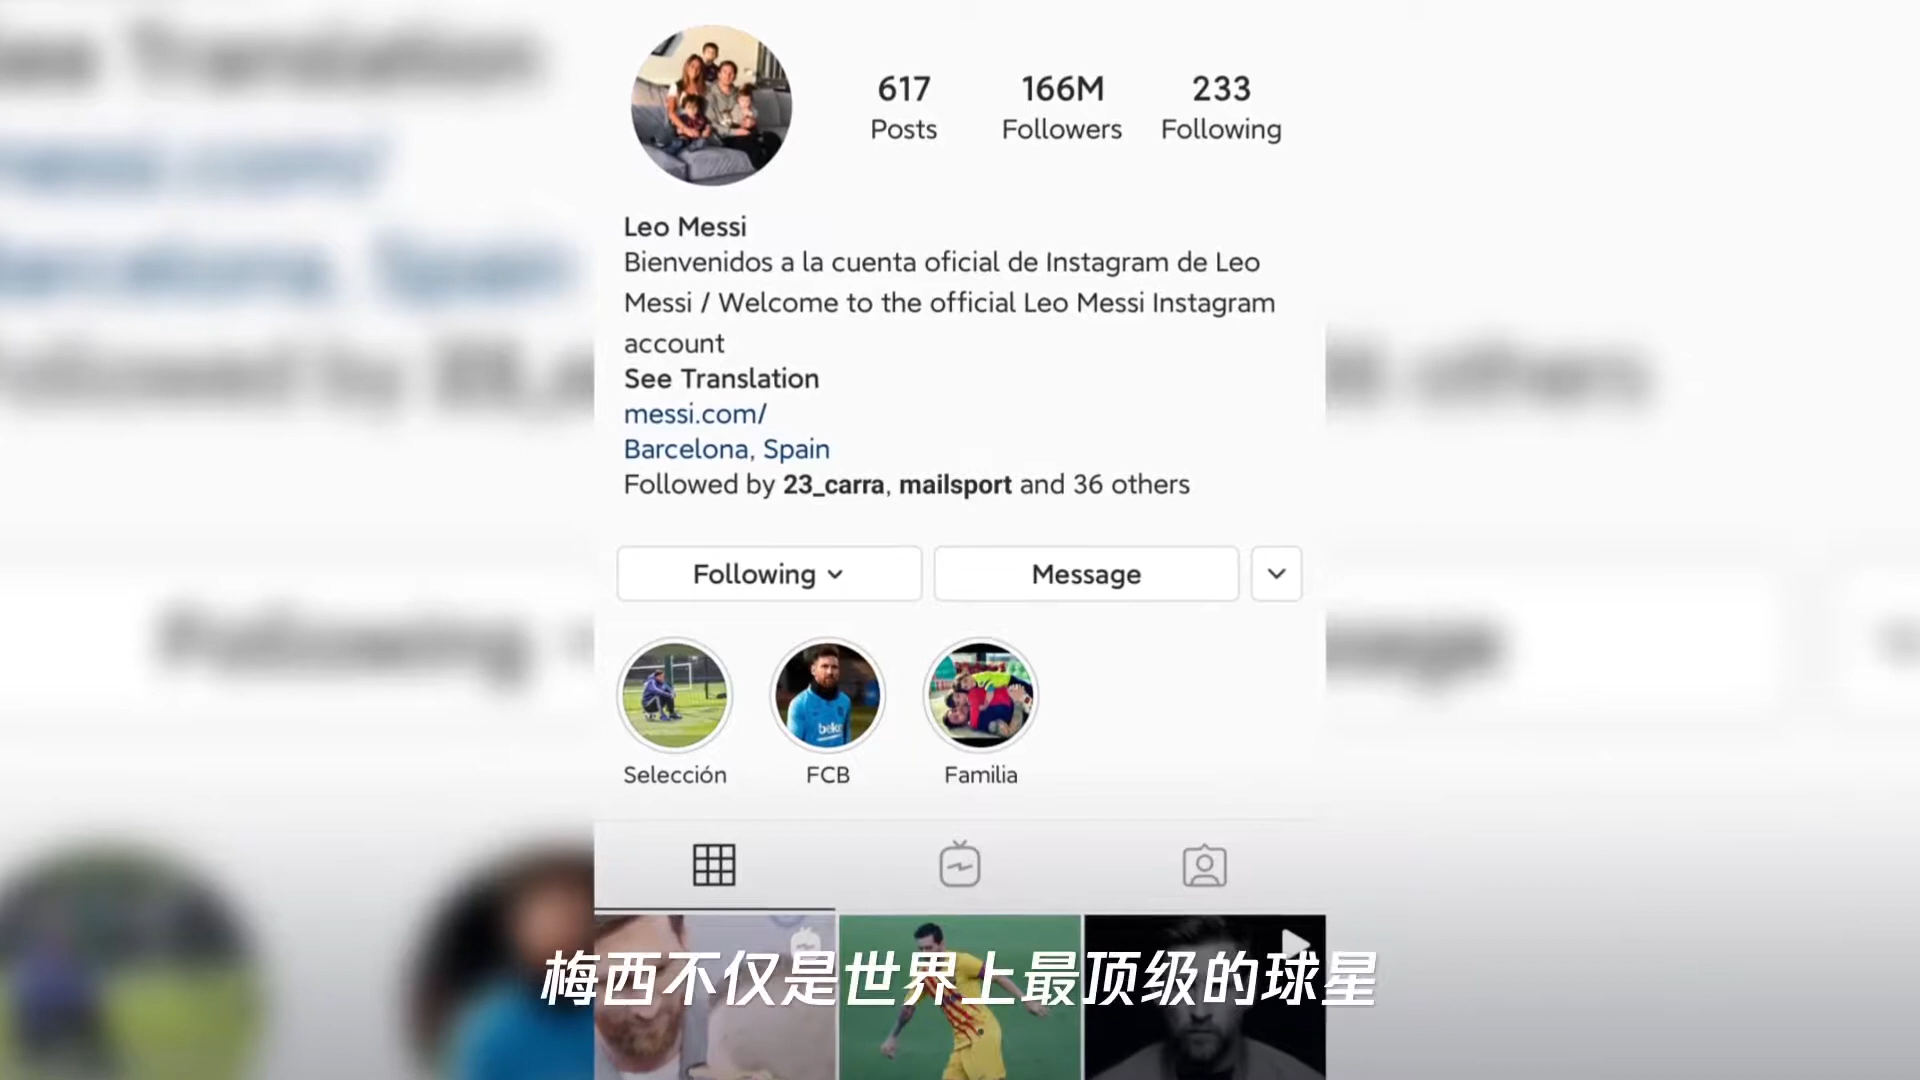 617 166M 233
Posts Followers Following
Leo Messi
Bienvenidos a la cuenta oficial de Instagram de Leo
Messi / Welcome to the official Leo Messi Instagram
account
See Translation
messi.com/
Barcelona, Spain
Followed by 23_carra, mailsport and 36 others
Following Message
beko
Selección FCB Familia
梅西不仅是世界上最顶级的球星